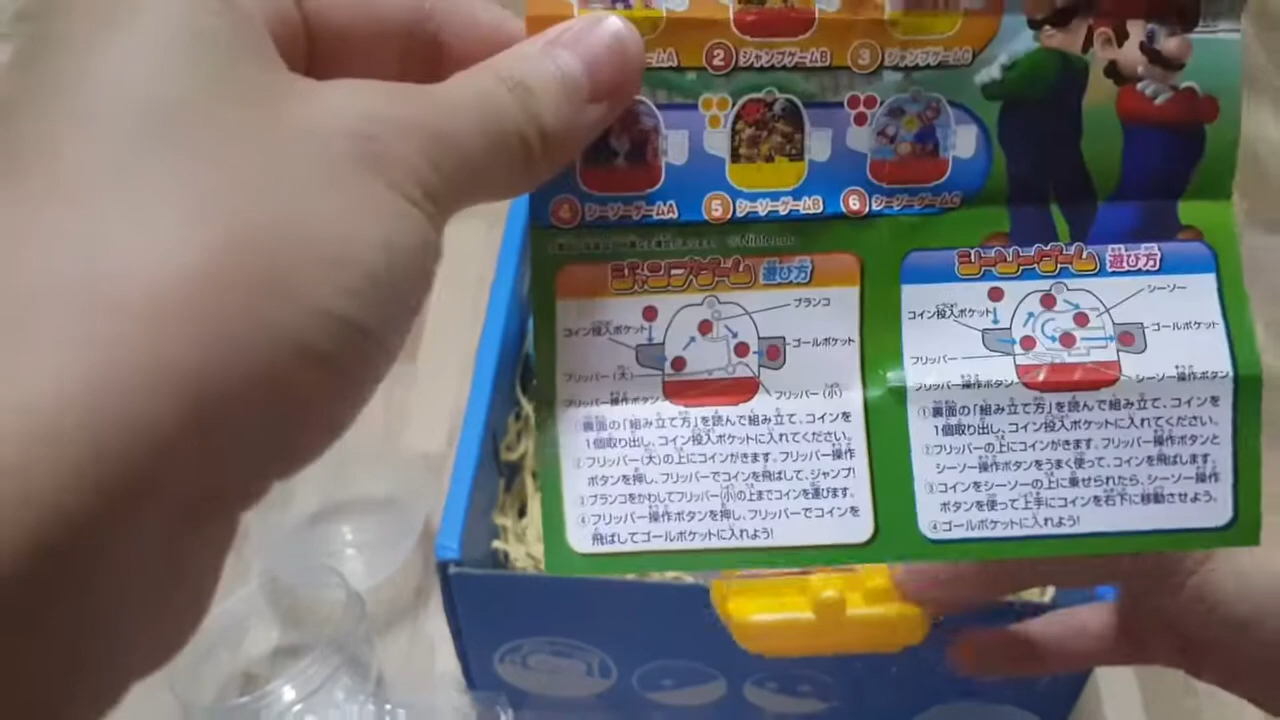 ームA
2 ジャンプゲームB
3 ジャンプゲームC
4 シーソーゲームA
5 シーソーゲームB
6 シーソーゲームC
©Nintendo
ジャンプゲーム 遊び方
ブランコ
コイン投入ポケット
ゴールポケット
フリッパー(大)
フリッパー操作ボタン
フリッパー(小)
①裏面の「組み立て方」を読んで組み立て、コインを
1個取り出し、コイン投入ポケットに入れてください。
②フリッパー(大)の上にコインがきます。フリッパー操作
ボタンを押し、フリッパーでコインを飛ばして、ジャンプ!
③ブランコをかわしてフリッパー(小)の上までコインを運びます。
④フリッパー操作ボタンを押し、フリッパーでコインを
飛ばしてゴールポケットに入れよう!
シーソーゲーム 遊び方
シーソー
コイン投入ポケット
ゴールポケット
フリッパー
フリッパー操作ボタン
シーソー操作ボタン
①裏面の「組み立て方」を読んで組み立て、コインを
1個取り出し、コイン投入ポケットに入れてください。
②フリッパーの上にコインがきます。フリッパー操作ボタンと
シーソー操作ボタンをうまく使って、コインを飛ばします。
③コインをシーソーの上に乗せられたら、シーソー操作
ボタンを使って上手にコインを右下に移動させよう。
④ゴールポケットに入れよう!